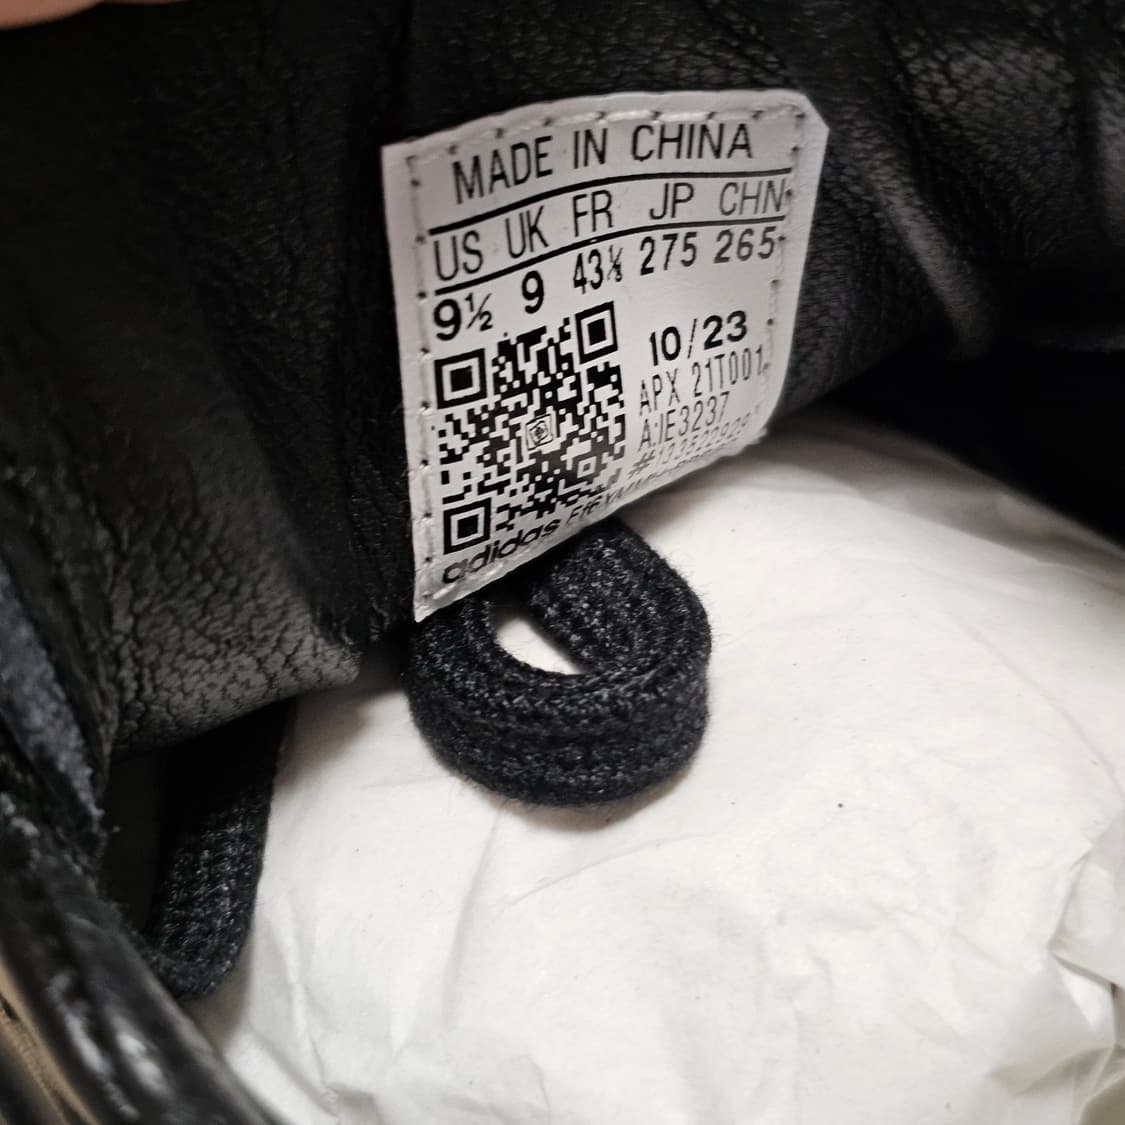 MADE IN CHINA
US UK FR JP CHN
9½ 9 43⅓ 275 265
10/23
APX 21T001
A:IE3237
adidas